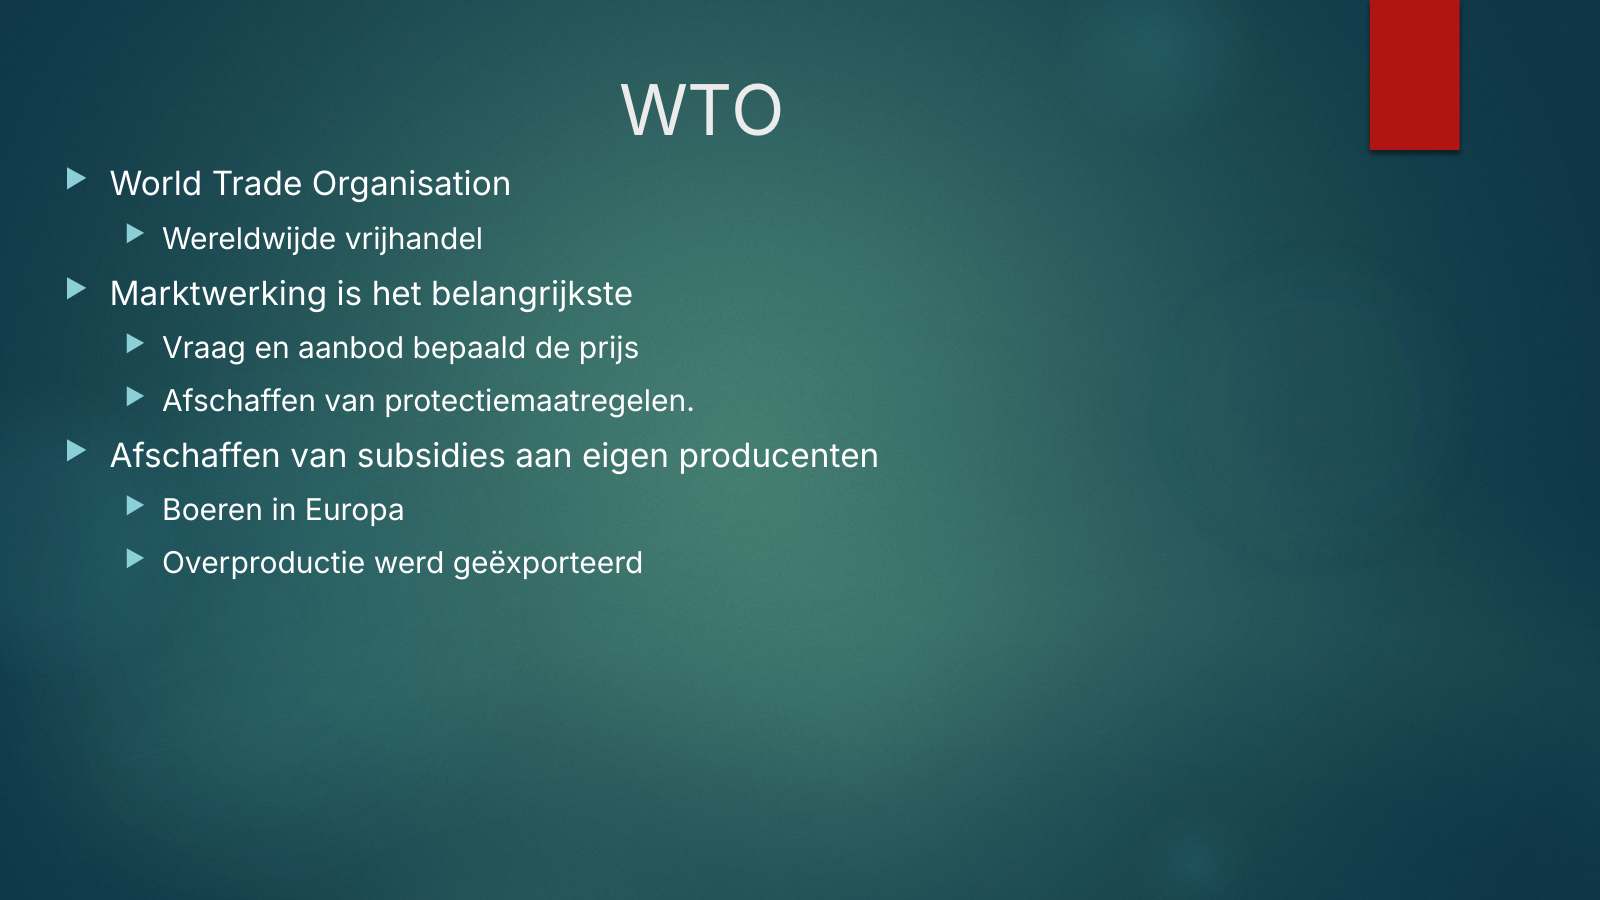 WTO
World Trade Organisation
Wereldwijde vrijhandel
Marktwerking is het belangrijkste
Vraag en aanbod bepaald de prijs
Afschaffen van protectiemaatregelen.
Afschaffen van subsidies aan eigen producenten
Boeren in Europa
Overproductie werd geëxporteerd